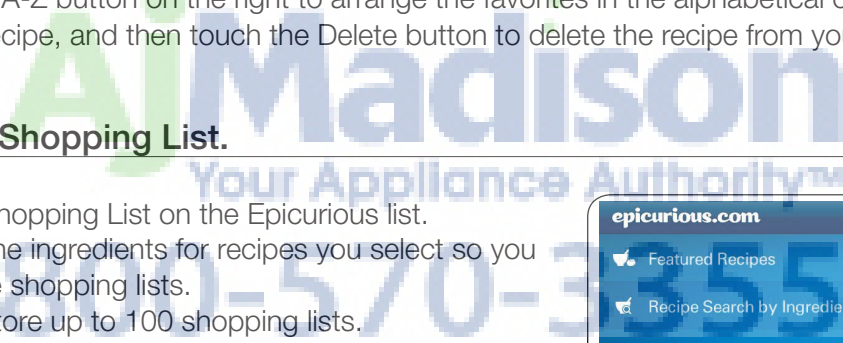 A-Z button on the right to arrange the favorites in the alphabetical
ecipe, and then touch the Delete button to delete the recipe from
AjMadison
Shopping List.
Your Appliance Authority™
hopping List on the Epicurious list.
epicurious.com
he ingredients for recipes you select so you
Featured Recipes
e shopping lists.
Recipe Search by Ingredie
800-570-3355
tore up to 100 shopping lists.